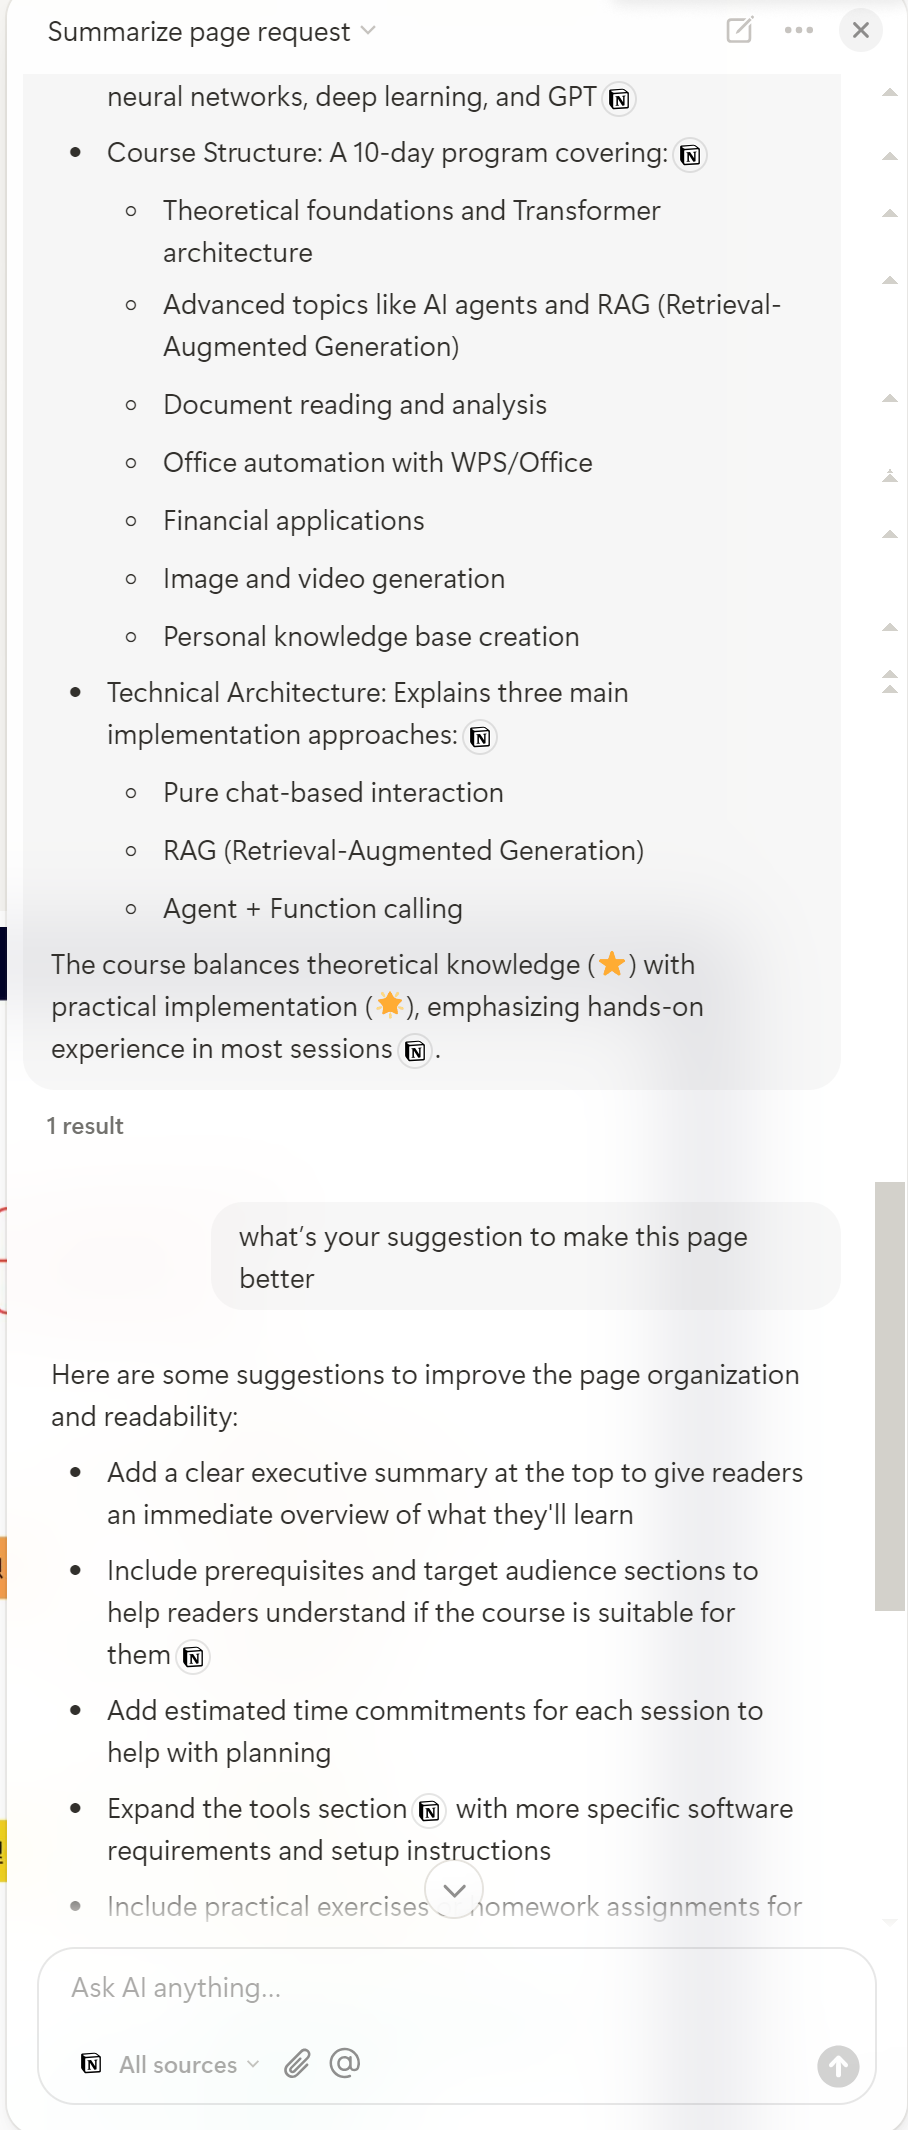 Summarize page request
neural networks, deep learning, and GPT
• Course Structure: A 10-day program covering:
◦ Theoretical foundations and Transformer
architecture
◦ Advanced topics like AI agents and RAG (Retrieval-
Augmented Generation)
◦ Document reading and analysis
◦ Office automation with WPS/Office
◦ Financial applications
◦ Image and video generation
◦ Personal knowledge base creation
• Technical Architecture: Explains three main
implementation approaches:
◦ Pure chat-based interaction
◦ RAG (Retrieval-Augmented Generation)
◦ Agent + Function calling
The course balances theoretical knowledge (⭐) with
practical implementation (🌟), emphasizing hands-on
experience in most sessions .
1 result
what’s your suggestion to make this page
better
Here are some suggestions to improve the page organization
and readability:
• Add a clear executive summary at the top to give readers
an immediate overview of what they'll learn
• Include prerequisites and target audience sections to
help readers understand if the course is suitable for
them
• Add estimated time commitments for each session to
help with planning
• Expand the tools section with more specific software
requirements and setup instructions
• Include practical exercises homework assignments for
Ask AI anything...
All sources